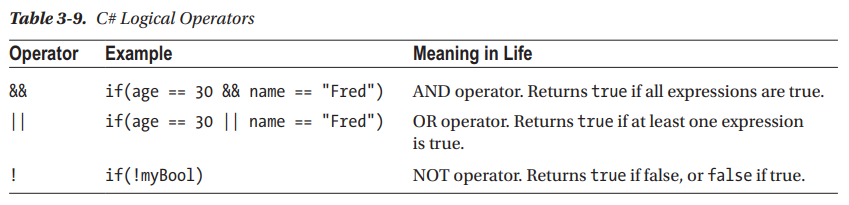 Table 3-9. C# Logical Operators
Operator Example Meaning in Life
&& if(age == 30 && name == "Fred") AND operator. Returns true if all expressions are true.
|| if(age == 30 || name == "Fred") OR operator. Returns true if at least one expression
is true.
! if(!myBool) NOT operator. Returns true if false, or false if true.